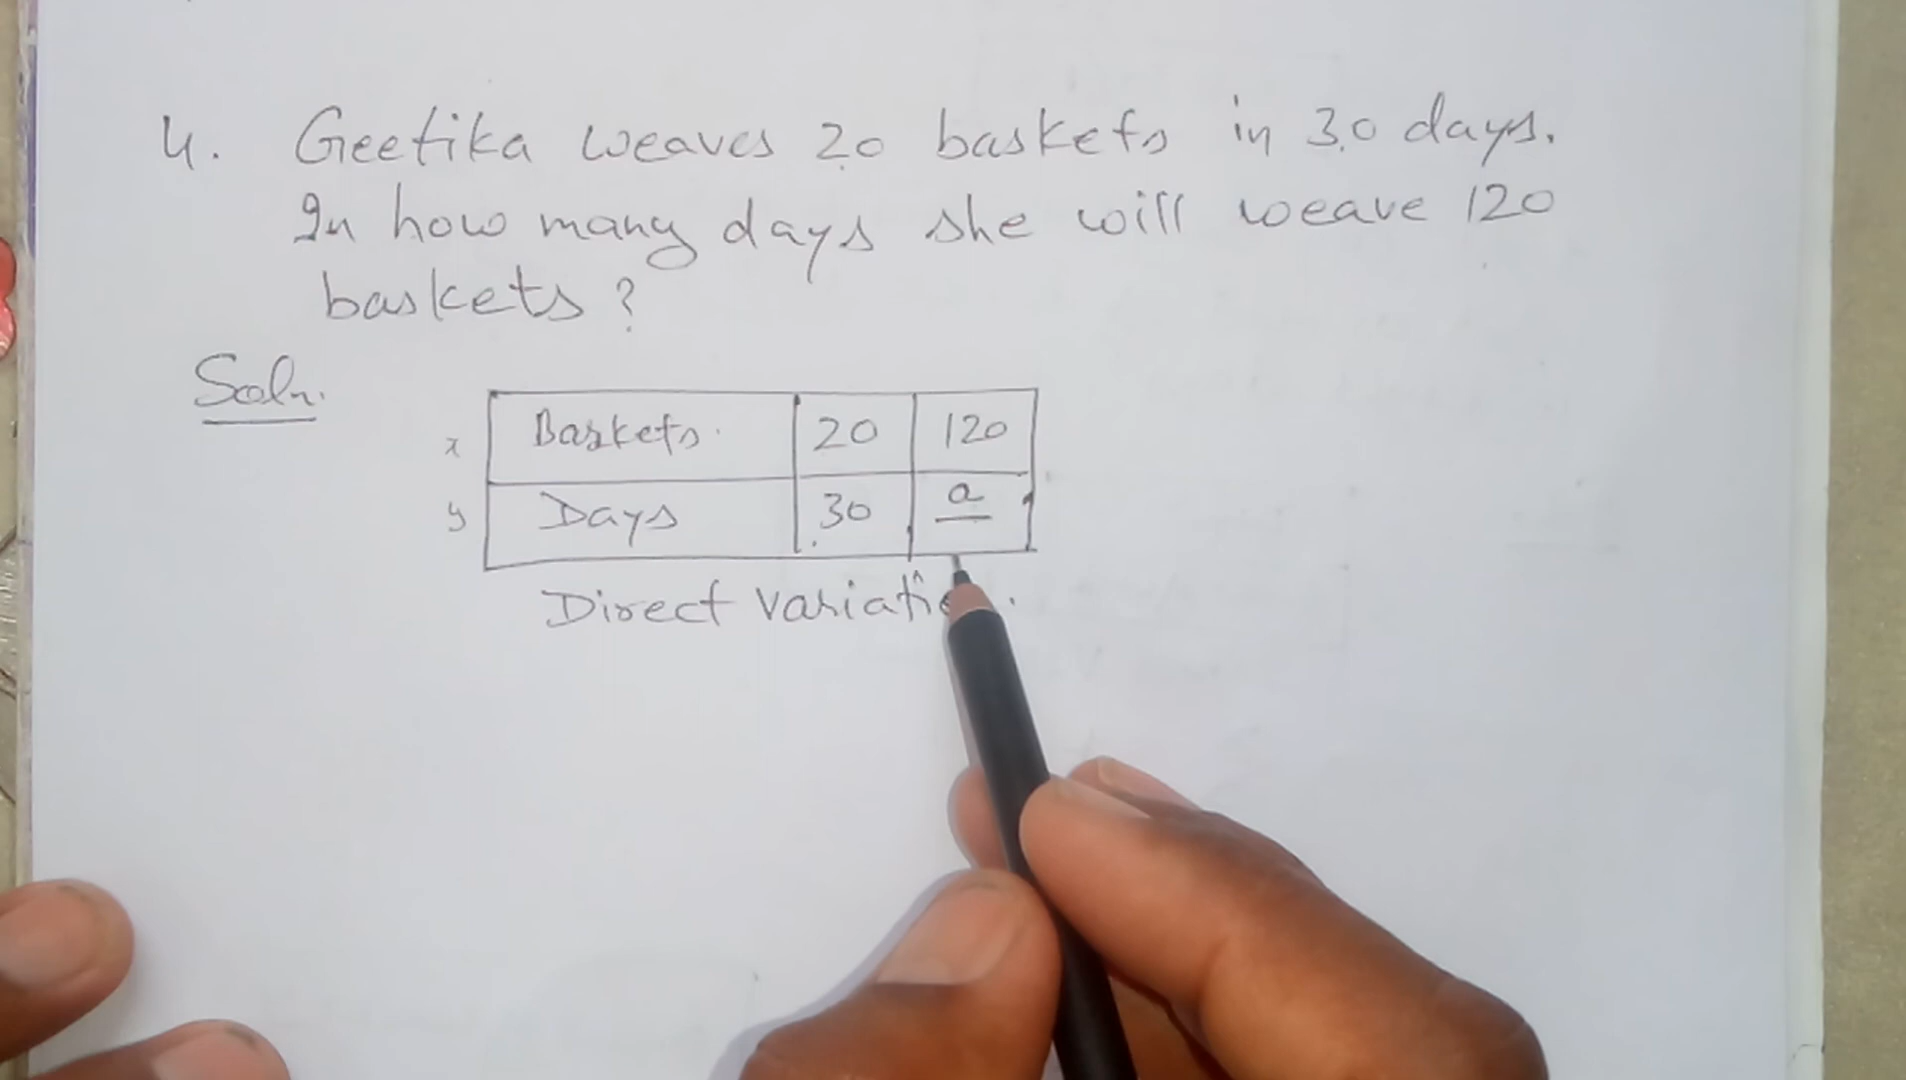 4. Geetika weaves 20 baskets in 30 days.
In how many days she will weave 120
baskets?
Soln.
x Baskets. 20 120
y Days 30 a
Direct